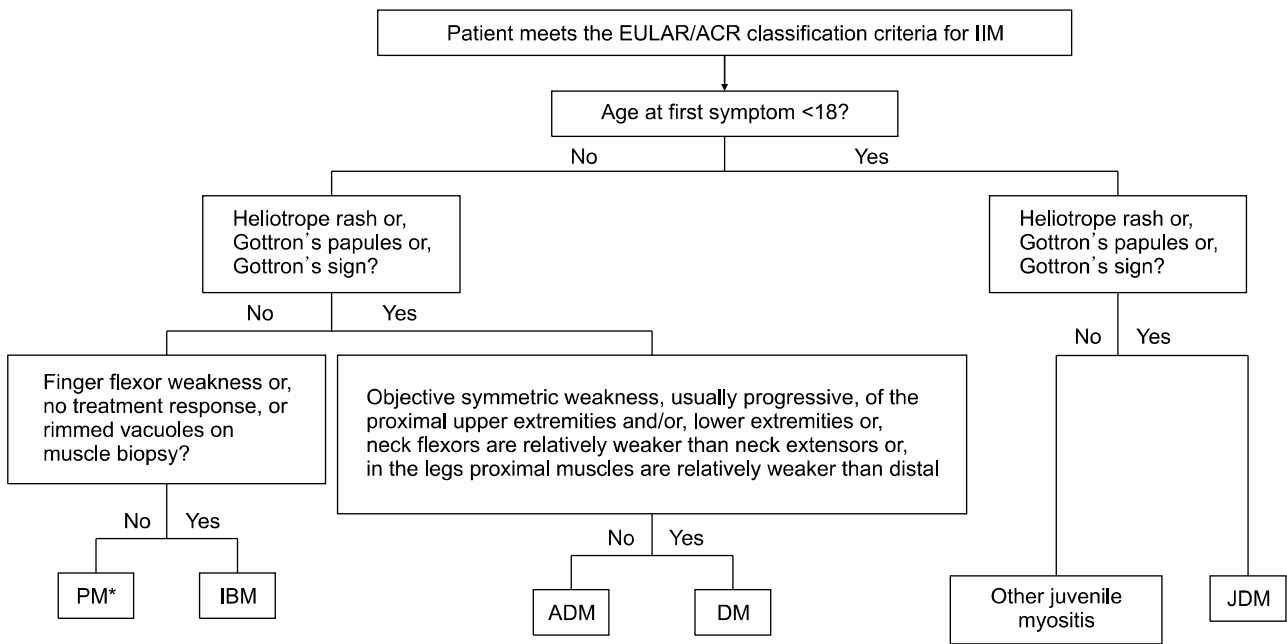 Patient meets the EULAR/ACR classification criteria for IIM
Age at first symptom <18?
No
Yes
Heliotrope rash or,
Gottron's papules or,
Gottron's sign?
Heliotrope rash or,
Gottron's papules or,
Gottron's sign?
No
Yes
No
Yes
Finger flexor weakness or,
no treatment response, or
rimmed vacuoles on
muscle biopsy?
Objective symmetric weakness, usually progressive, of the
proximal upper extremities and/or, lower extremities or,
neck flexors are relatively weaker than neck extensors or,
in the legs proximal muscles are relatively weaker than distal
No
Yes
No
Yes
PM*
IBM
ADM
DM
Other juvenile
myositis
JDM